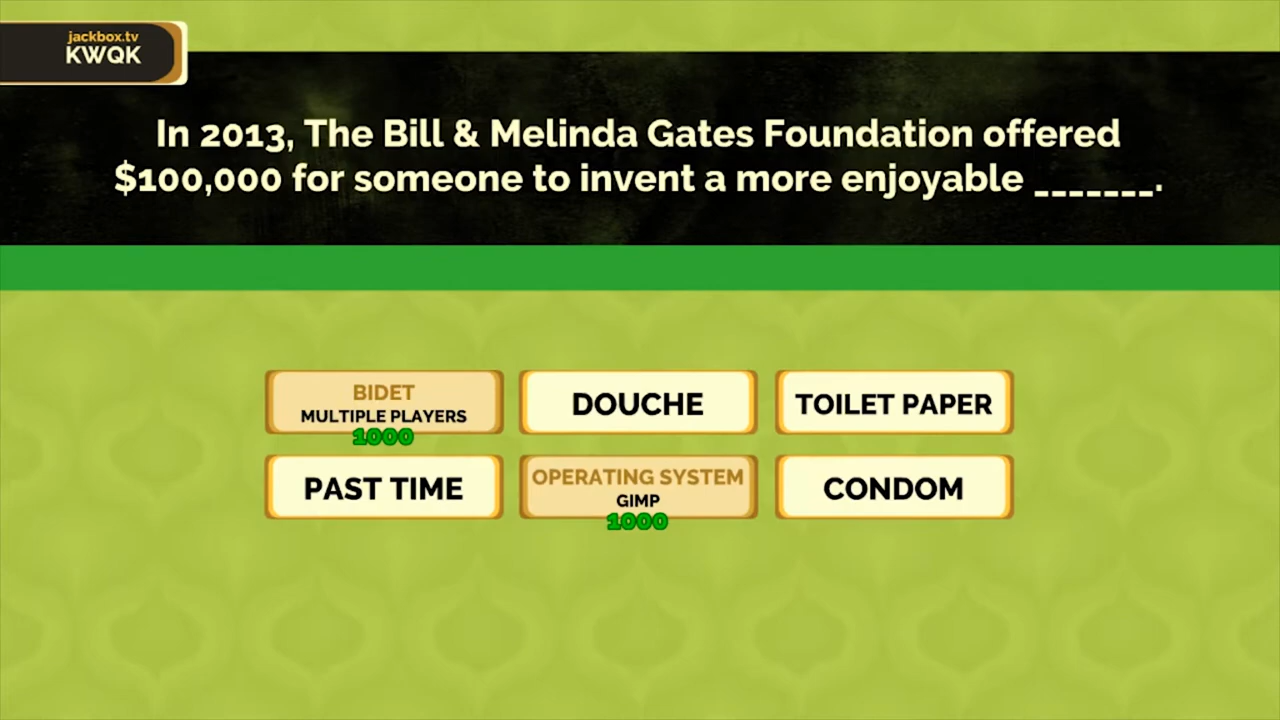 jackbox.tv
KWQK
In 2013, The Bill & Melinda Gates Foundation offered
$100,000 for someone to invent a more enjoyable _______.
BIDET
MULTIPLE PLAYERS
1000
DOUCHE
TOILET PAPER
PAST TIME
OPERATING SYSTEM
GIMP
1000
CONDOM